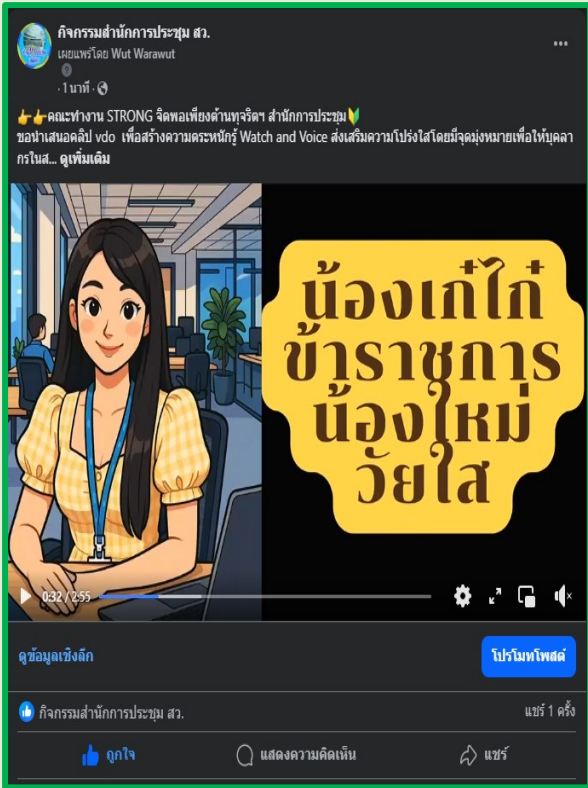 กิจกรรมสำนักการประชุม สว.
เผยแพร่โดย Wut Warawut
· 1 นาที ·
👉👉คณะทำงาน STRONG จิตพอเพียงต้านทุจริตฯ สำนักการประชุม🔰
ขอนำเสนอคลิป vdo เพื่อสร้างความตระหนักรู้ Watch and Voice ส่งเสริมความโปร่งใสโดยมีจุดมุ่งหมายเพื่อให้บุคลา
กรในส... ดูเพิ่มเติม
น้องเก๋ไก๋
ข้าราชการ
น้องใหม่
วัยใส
0:32 / 2:55
ดูข้อมูลเชิงลึก
โปรโมทโพสต์
กิจกรรมสำนักการประชุม สว.
แชร์ 1 ครั้ง
ถูกใจ
แสดงความคิดเห็น
แชร์